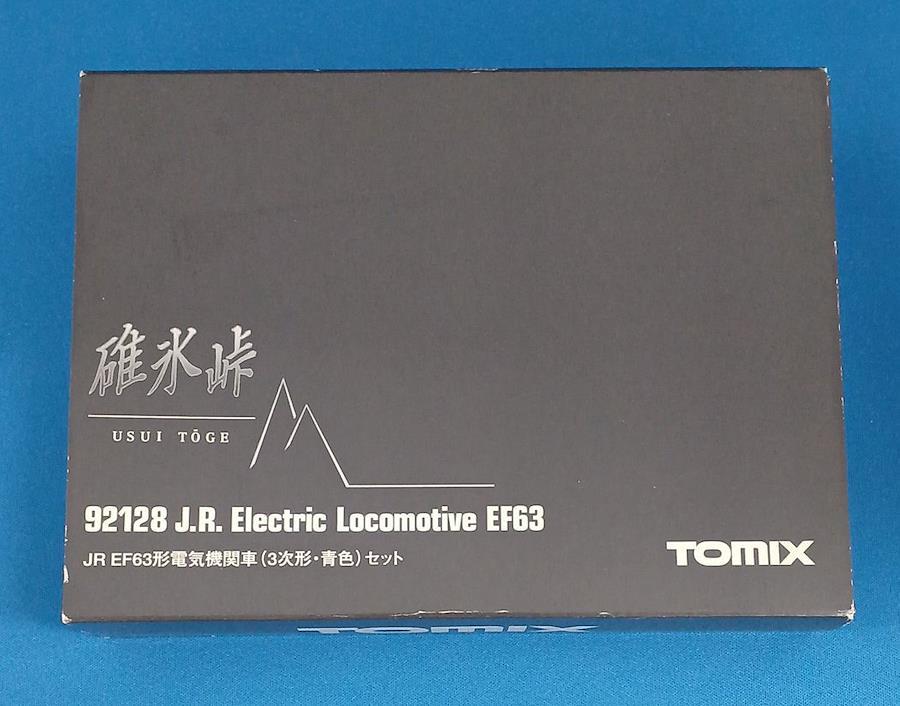 碓氷峠
USUI TŌGE
92128 J.R. Electric Locomotive EF63
JR EF63形電気機関車(3次形・青色)セット
TOMIX
TOMIX